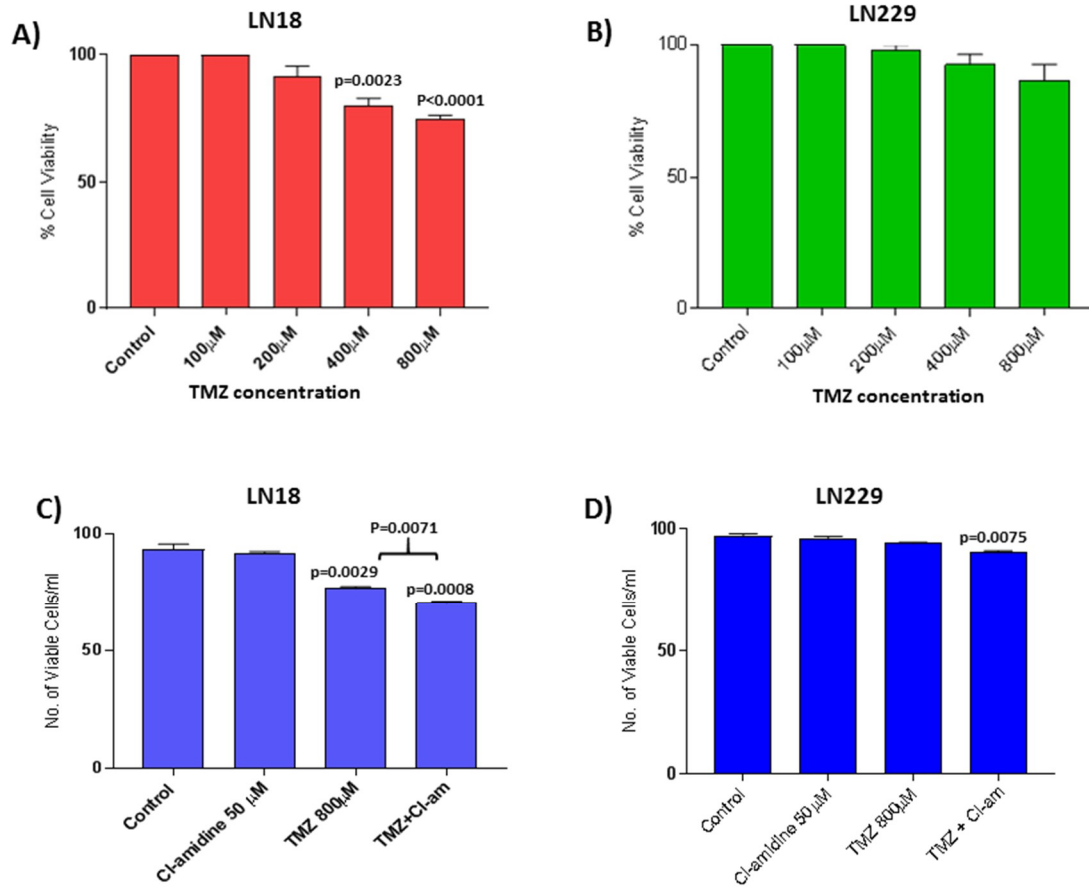 A)
LN18
% Cell Viability
100
50
0
p=0.0023
P<0.0001
Control
100μM
200μM
400μM
800μM
TMZ concentration
B)
LN229
% Cell Viability
100
50
0
Control
100μM
200μM
400μM
800μM
TMZ concentration
C)
LN18
No. of Viable Cells/ml
100
50
0
P=0.0071
p=0.0029
p=0.0008
Control
Cl-amidine 50 μM
TMZ 800μM
TMZ+Cl-am
D)
LN229
No. of Viable Cells/ml
100
50
0
p=0.0075
Control
Cl-amidine 50μM
TMZ 800μM
TMZ + Cl-am